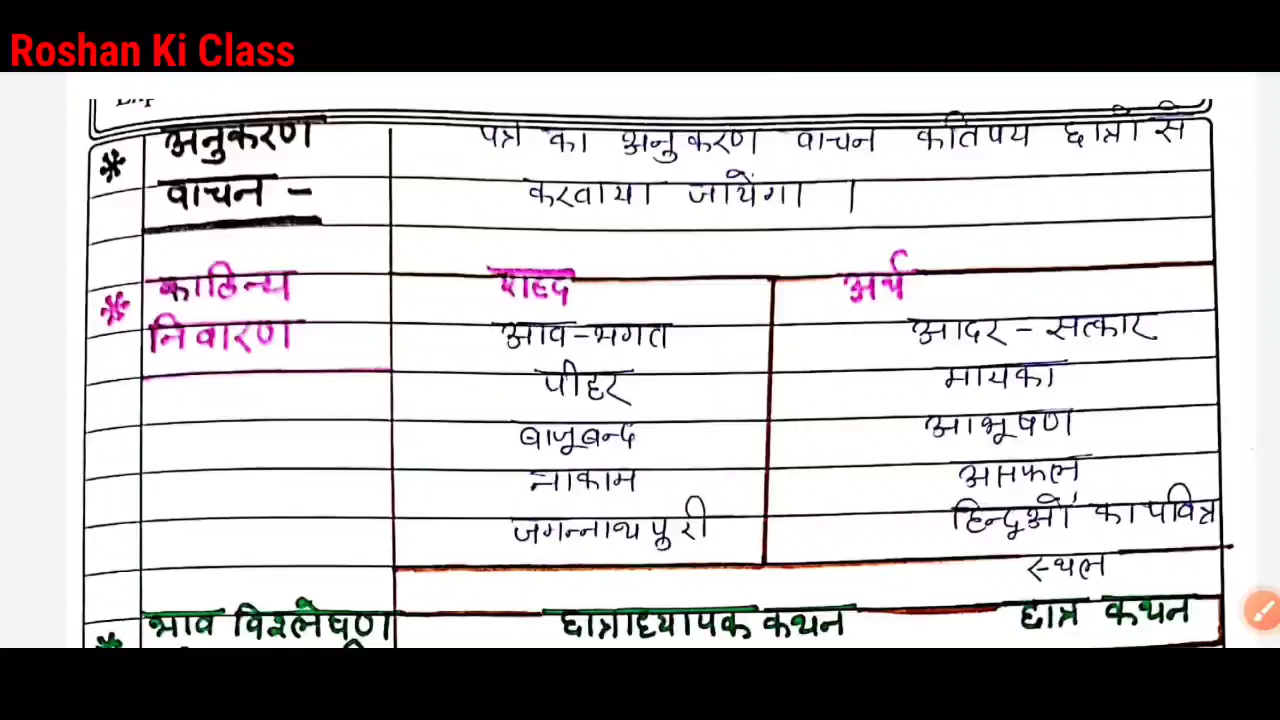 Roshan Ki Class
अनुकरण पत्र का अनुकरण वाचन कतिपय छात्रों से
वाचन - करवाया जायेंगा ।
काठिन्य शब्द अर्थ
निवारण आव-भगत आदर-सत्कार
पीहर मायका
बाजूबन्द आभूषण
नाकाम असफल
जगन्नाथपुरी हिन्दूओं का पवित्र
स्थल
भाव विश्लेषण छात्राध्यापक कथन छात्र कथन